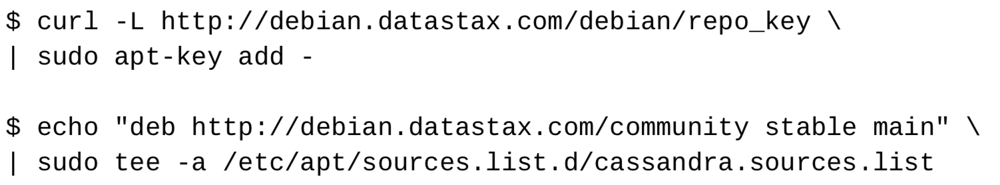 $ curl -L http://debian.datastax.com/debian/repo_key \
| sudo apt-key add -
$ echo "deb http://debian.datastax.com/community stable main" \
| sudo tee -a /etc/apt/sources.list.d/cassandra.sources.list